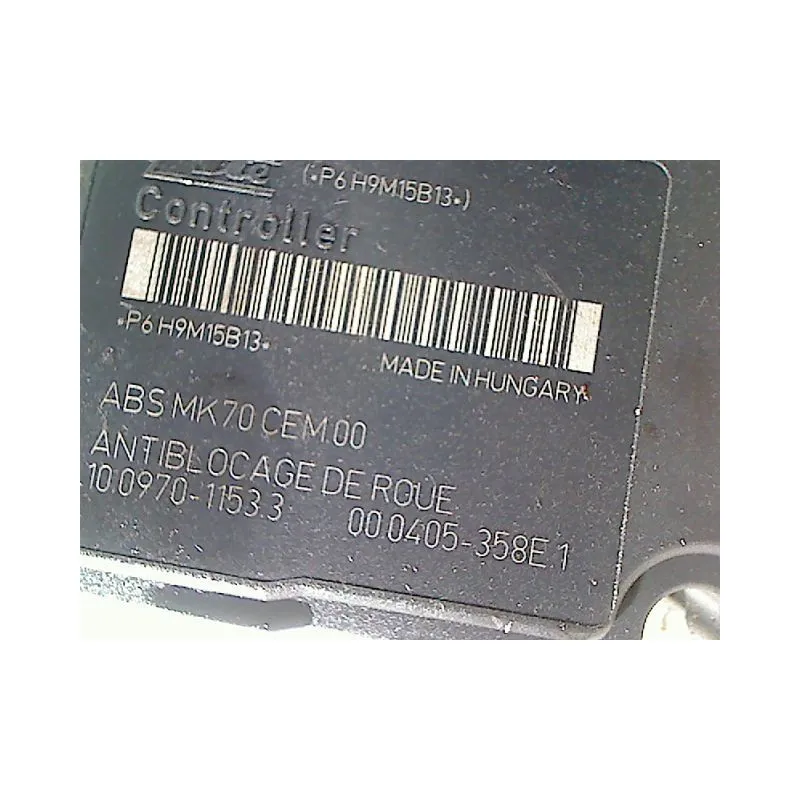 ate (•P6 H9M15B13•)
Controller
•P6 H9M15B13•
MADE IN HUNGARY
ABS MK70 CEM 00
ANTIBLOCAGE DE ROUE
10.0970-1153.3 00.0405-358E.1